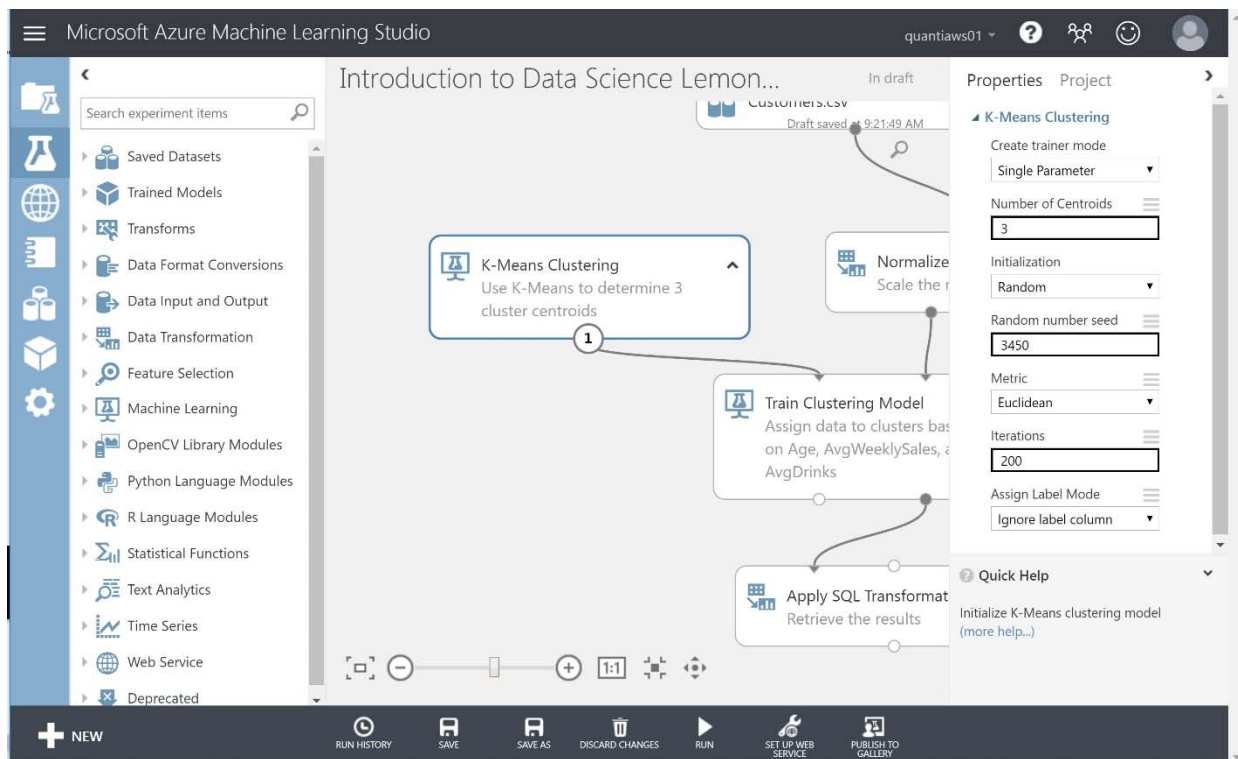 Microsoft Azure Machine Learning Studio
quantiaws01
?
Search experiment items
Saved Datasets
Trained Models
Transforms
Data Format Conversions
Data Input and Output
Data Transformation
Feature Selection
Machine Learning
OpenCV Library Modules
Python Language Modules
R Language Modules
Statistical Functions
Text Analytics
Time Series
Web Service
Deprecated
Introduction to Data Science Lemon...
In draft
Customers.csv
Draft saved at 9:21:49 AM
K-Means Clustering
Use K-Means to determine 3
cluster centroids
1
Normalize
Scale the
Train Clustering Model
Assign data to clusters
on Age, AvgWeeklySales,
AvgDrinks
Apply SQL Transformat
Retrieve the results
1:1
Properties Project
K-Means Clustering
Create trainer mode
Single Parameter
Number of Centroids
3
Initialization
Random
Random number seed
3450
Metric
Euclidean
Iterations
200
Assign Label Mode
Ignore label column
Quick Help
Initialize K-Means clustering model
(more help...)
NEW
RUN HISTORY
SAVE
SAVE AS
DISCARD CHANGES
RUN
SET UP WEB
SERVICE
PUBLISH TO
GALLERY